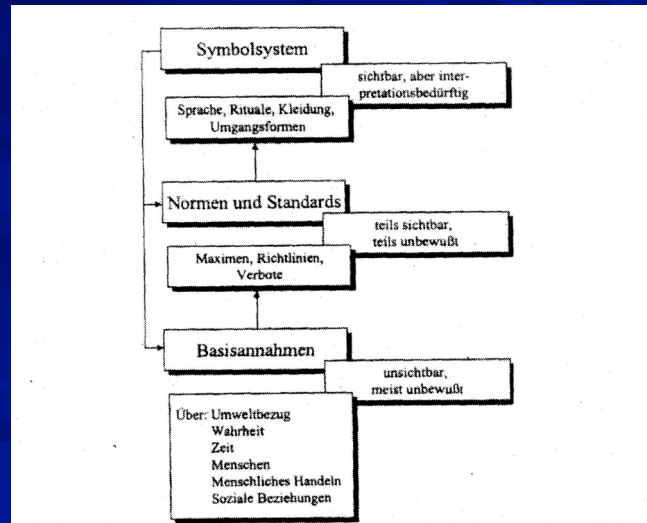 Symbolsystem
sichtbar, aber inter-
pretationsbedürftig
Sprache, Rituale, Kleidung,
Umgangsformen
Normen und Standards
teils sichtbar,
teils unbewußt
Maximen, Richtlinien,
Verbote
Basisannahmen
unsichtbar,
meist unbewußt
Über: Umweltbezug
Wahrheit
Zeit
Menschen
Menschliches Handeln
Soziale Beziehungen